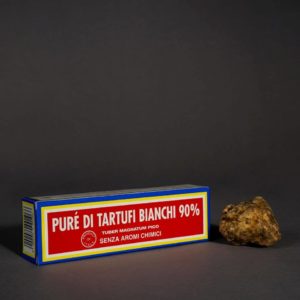 PURÉ DI TARTUFI BIANCHI 90%
TUBER MAGNATUM PICO
SENZA AROMI CHIMICI